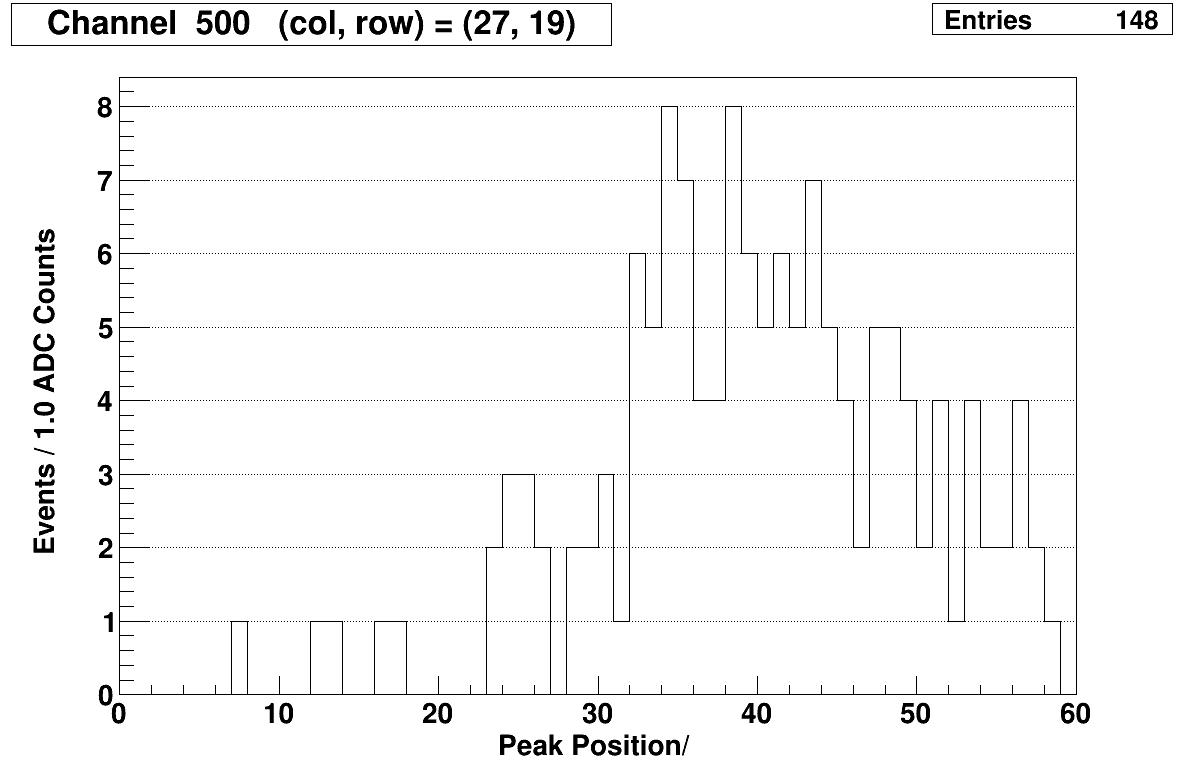 Channel  500   (col, row) = (27, 19)
Entries 148
Events / 1.0 ADC Counts
8
7
6
5
4
3
2
1
0
0 10 20 30 40 50 60
Peak Position/